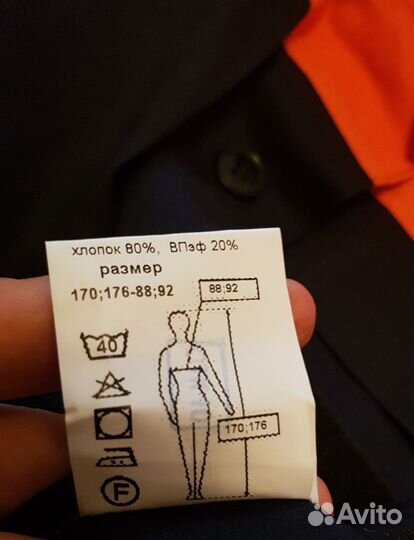 хлопок 80%, ВПэф 20%
размер
170;176-88;92
88;92
40
170;176
F
Avito